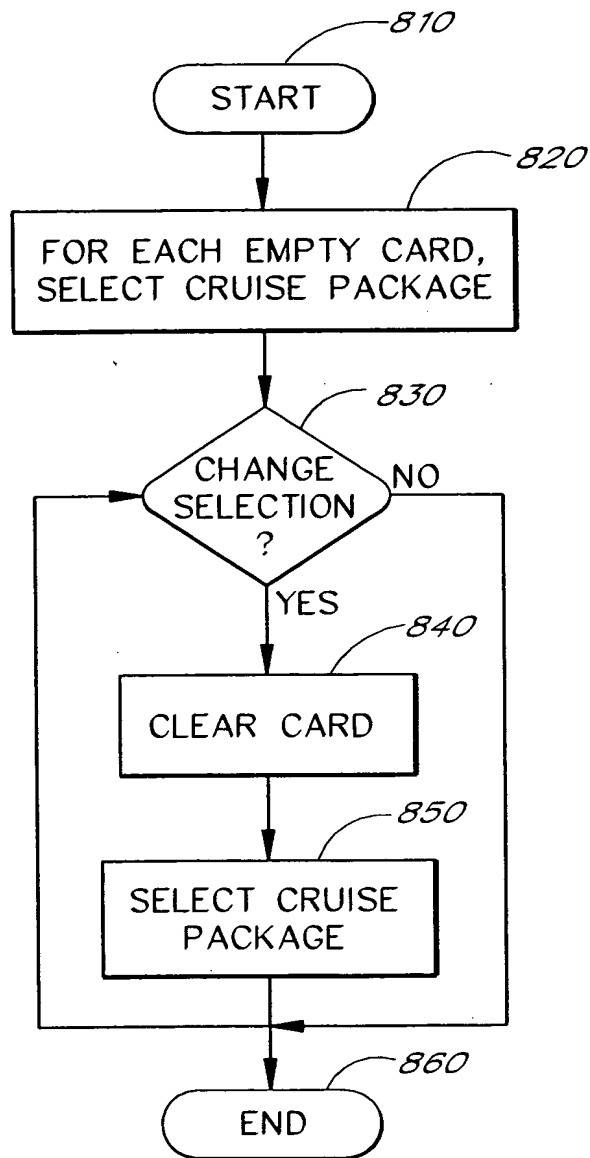 810
START
820
FOR EACH EMPTY CARD,
SELECT CRUISE PACKAGE
830
CHANGE
SELECTION
?
NO
YES
840
CLEAR CARD
850
SELECT CRUISE
PACKAGE
860
END